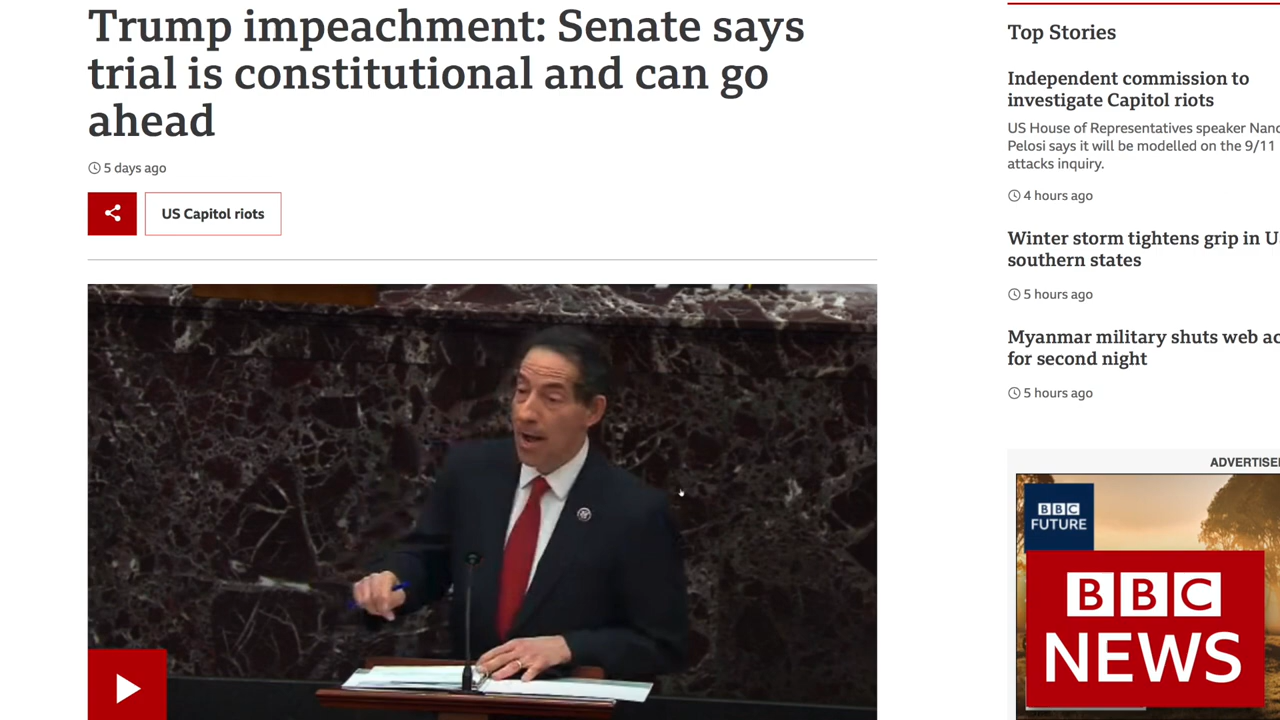 Trump impeachment: Senate says
trial is constitutional and can go
ahead
5 days ago
US Capitol riots
Top Stories
Independent commission to
investigate Capitol riots
US House of Representatives speaker Nanc
Pelosi says it will be modelled on the 9/11
attacks inquiry.
4 hours ago
Winter storm tightens grip in U
southern states
5 hours ago
Myanmar military shuts web ac
for second night
5 hours ago
ADVERTISE
BBC
FUTURE
BBC
NEWS